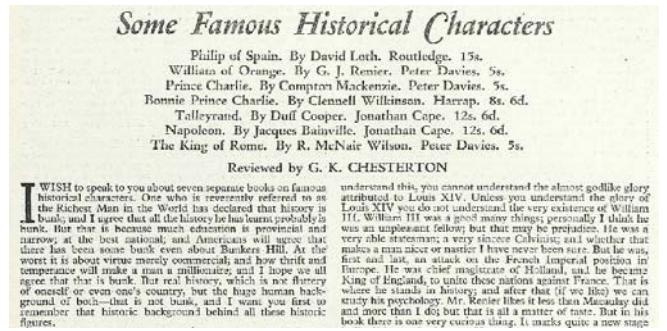 Some Famous Historical Characters
Philip of Spain. By David Loth. Routledge. 15s.
William of Orange. By G. J. Renier. Peter Davies. 5s.
Prince Charlie. By Compton Mackenzie. Peter Davies. 5s.
Bonnie Prince Charlie. By Clennell Wilkinson. Harrap. 8s. 6d.
Talleyrand. By Duff Cooper. Jonathan Cape. 12s. 6d.
Napoleon. By Jacques Bainville. Jonathan Cape. 12s. 6d.
The King of Rome. By R. McNair Wilson. Peter Davies. 5s.
Reviewed by G. K. CHESTERTON
I WISH to speak to you about seven separate books on famous
historical characters. One who is reverently referred to as
the Richest Man in the World has declared that history is
bunk; and I agree that all the history he has learnt probably is
bunk. But that is because much education is provincial and
narrow; at the best national; and Americans will agree that
there has been some bunk even about Bunkers Hill. At the
worst it is about virtue merely commercial; and how thrift and
temperance will make a man a millionaire; and I hope we all
agree that that is bunk. But real history, which is not flattery
of oneself or even one's country, but the huge human back-
ground of both—that is not bunk, and I want you first to
remember that historic background behind all these historic
figures.
understand this, you cannot understand the almost godlike glory
attributed to Louis XIV. Unless you understand the glory of
Louis XIV you do not understand the very existence of William
III. William III was a good many things; personally I think he
was an unpleasant fellow; but that may be prejudice. He was a
very able statesman; a very sincere Calvinist; and whether that
makes a man nicer or nastier I have never been sure. But he was,
first and last, an attack on the French Imperial position in
Europe. He was chief magistrate of Holland, and he became
King of England, to unite these nations against France. That is
where he stands in history; and after that (if we like) we can
study his psychology. Mr. Renier likes it less than Macaulay did
and more than I do; but that is all a matter of taste. But in his
book there is one very curious thing. It marks quite a new stage